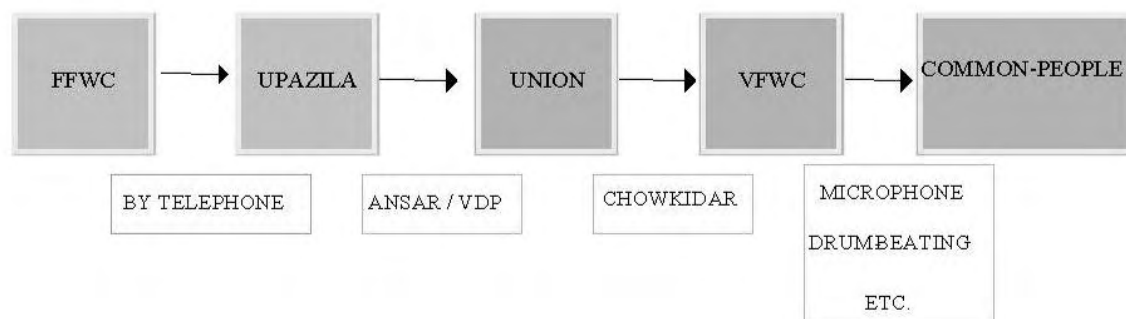 FFWC
UPAZILA
UNION
VFWC
COMMON-PEOPLE
BY TELEPHONE
ANSAR / VDP
CHOWKIDAR
MICROPHONE
DRUMBEATING
ETC.